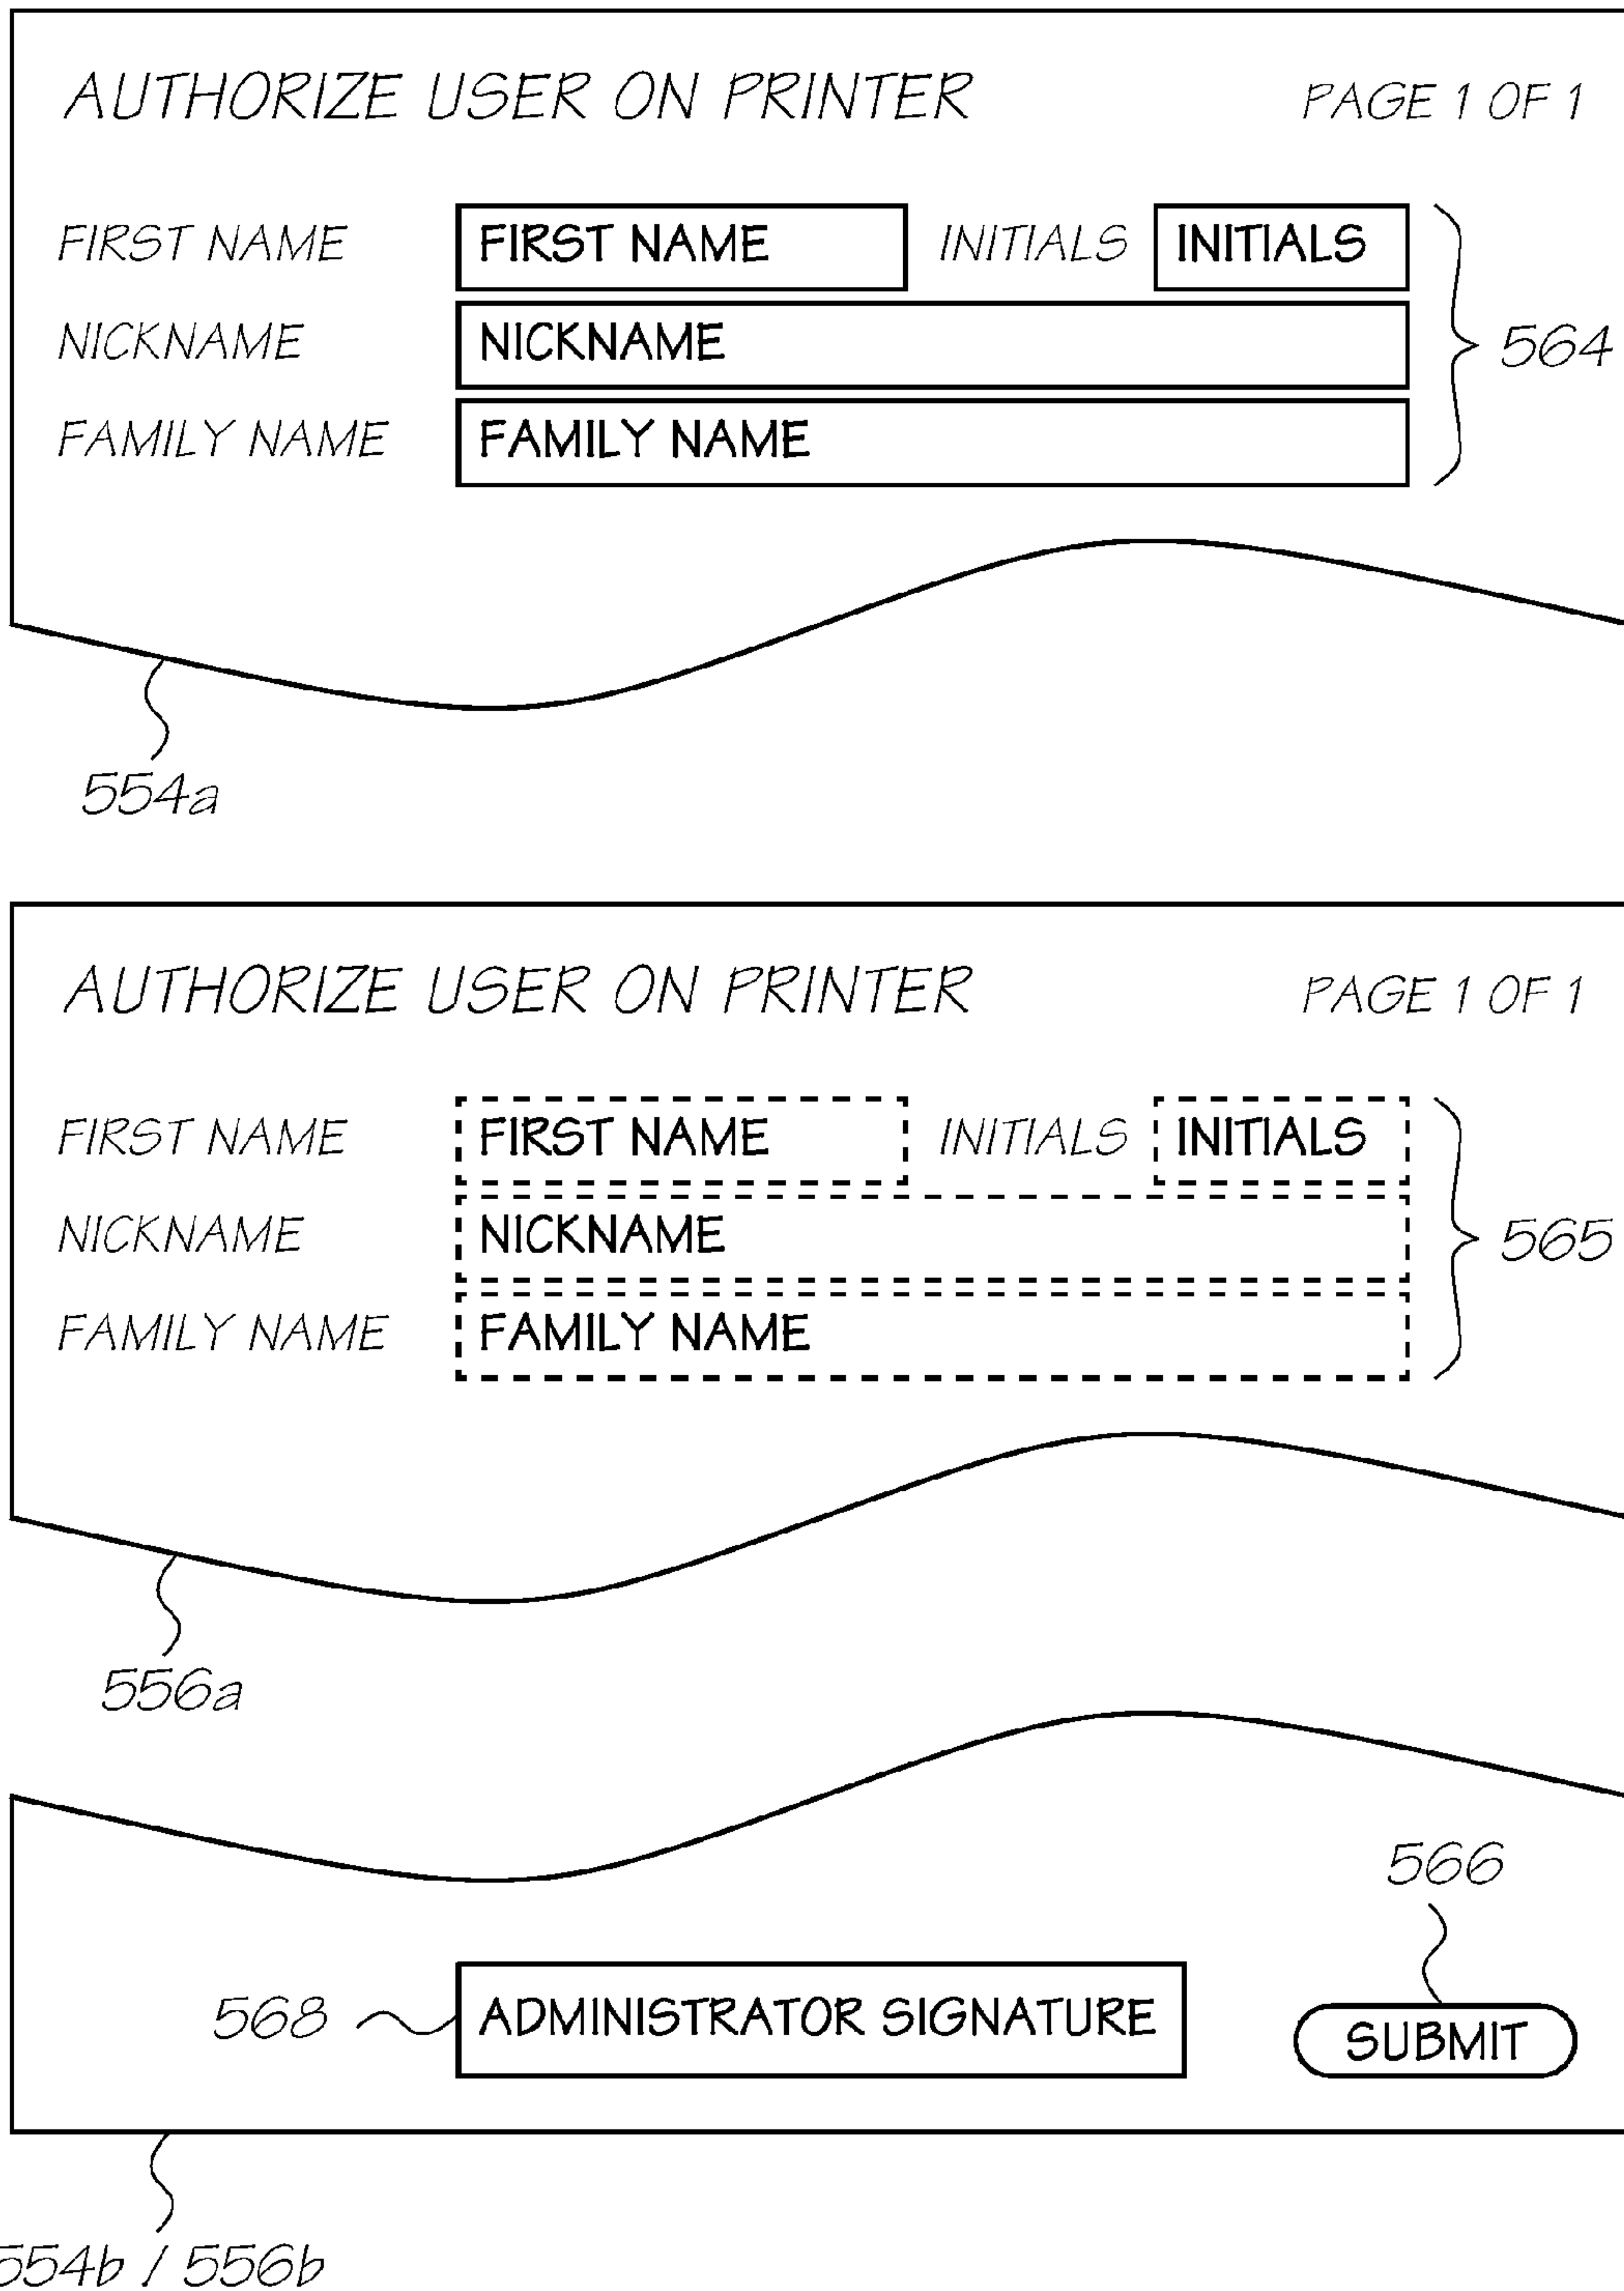 AUTHORIZE USER ON PRINTER PAGE 1 OF 1
FIRST NAME FIRST NAME INITIALS INITIALS
NICKNAME NICKNAME
564
FAMILY NAME FAMILY NAME
554a
AUTHORIZE USER ON PRINTER PAGE 1 OF 1
FIRST NAME FIRST NAME INITIALS INITIALS
NICKNAME NICKNAME
565
FAMILY NAME FAMILY NAME
556a
566
568 ADMINISTRATOR SIGNATURE SUBMIT
554b / 556b